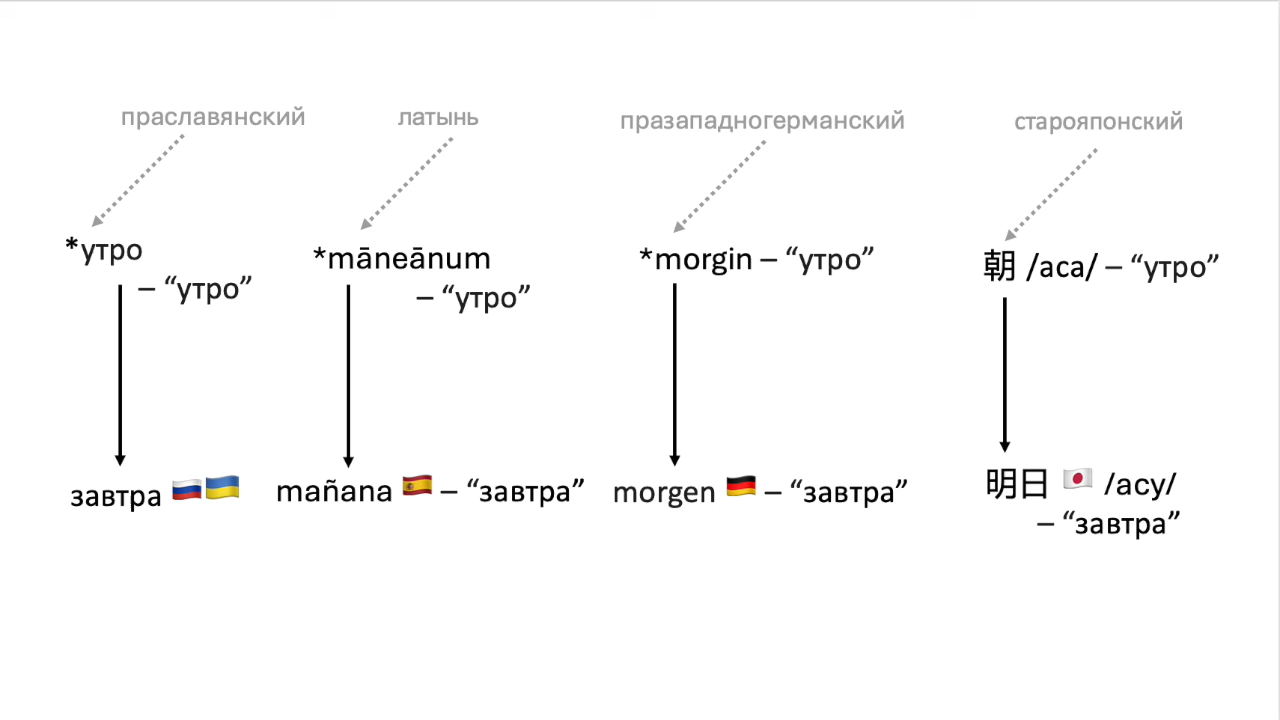 праславянский
латынь
празападногерманский
старояпонский
*утро
– “утро”
*māneānum
– “утро”
*morgin – “утро”
朝 /аса/ – “утро”
завтра
mañana – “завтра”
morgen – “завтра”
明日 /асу/
– “завтра”